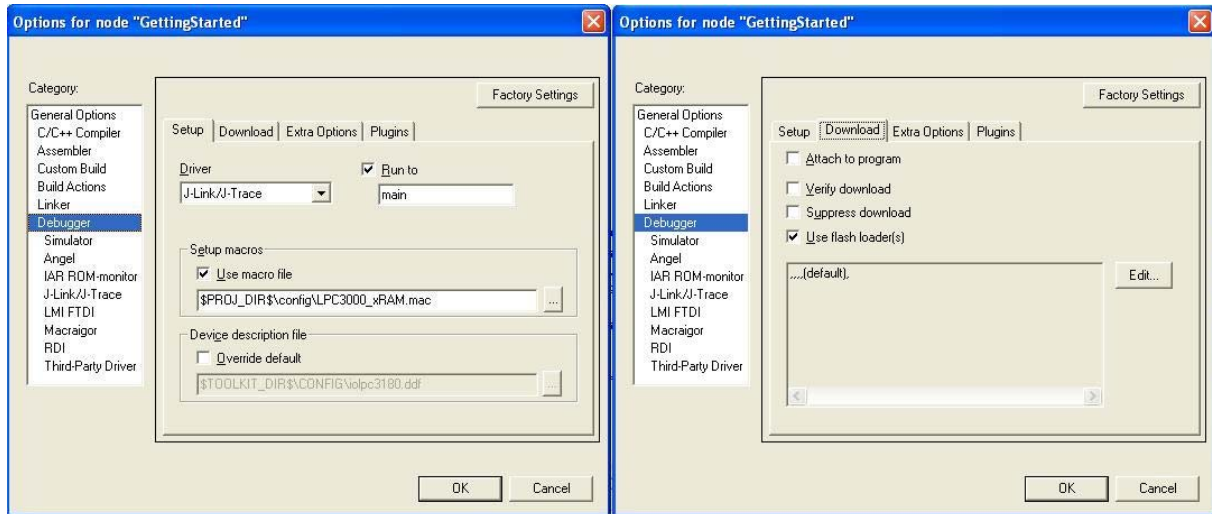 Options for node "GettingStarted"
Category:
General Options
C/C++ Compiler
Assembler
Custom Build
Build Actions
Linker
Debugger
Simulator
Angel
IAR ROM-monitor
J-Link/J-Trace
LMI FTDI
Macraigor
RDI
Third-Party Driver
Factory Settings
Setup Download Extra Options Plugins
Driver
J-Link/J-Trace
Run to
main
Setup macros
Use macro file
$PROJ_DIR$\config\LPC3000_xRAM.mac
...
Device description file
Override default
$TOOLKIT_DIR$\CONFIG\iolpc3180.ddf
...
OK Cancel
Options for node "GettingStarted"
Category:
General Options
C/C++ Compiler
Assembler
Custom Build
Build Actions
Linker
Debugger
Simulator
Angel
IAR ROM-monitor
J-Link/J-Trace
LMI FTDI
Macraigor
RDI
Third-Party Driver
Factory Settings
Setup Download Extra Options Plugins
Attach to program
Verify download
Suppress download
Use flash loader(s)
,,,,(default),
Edit...
OK Cancel